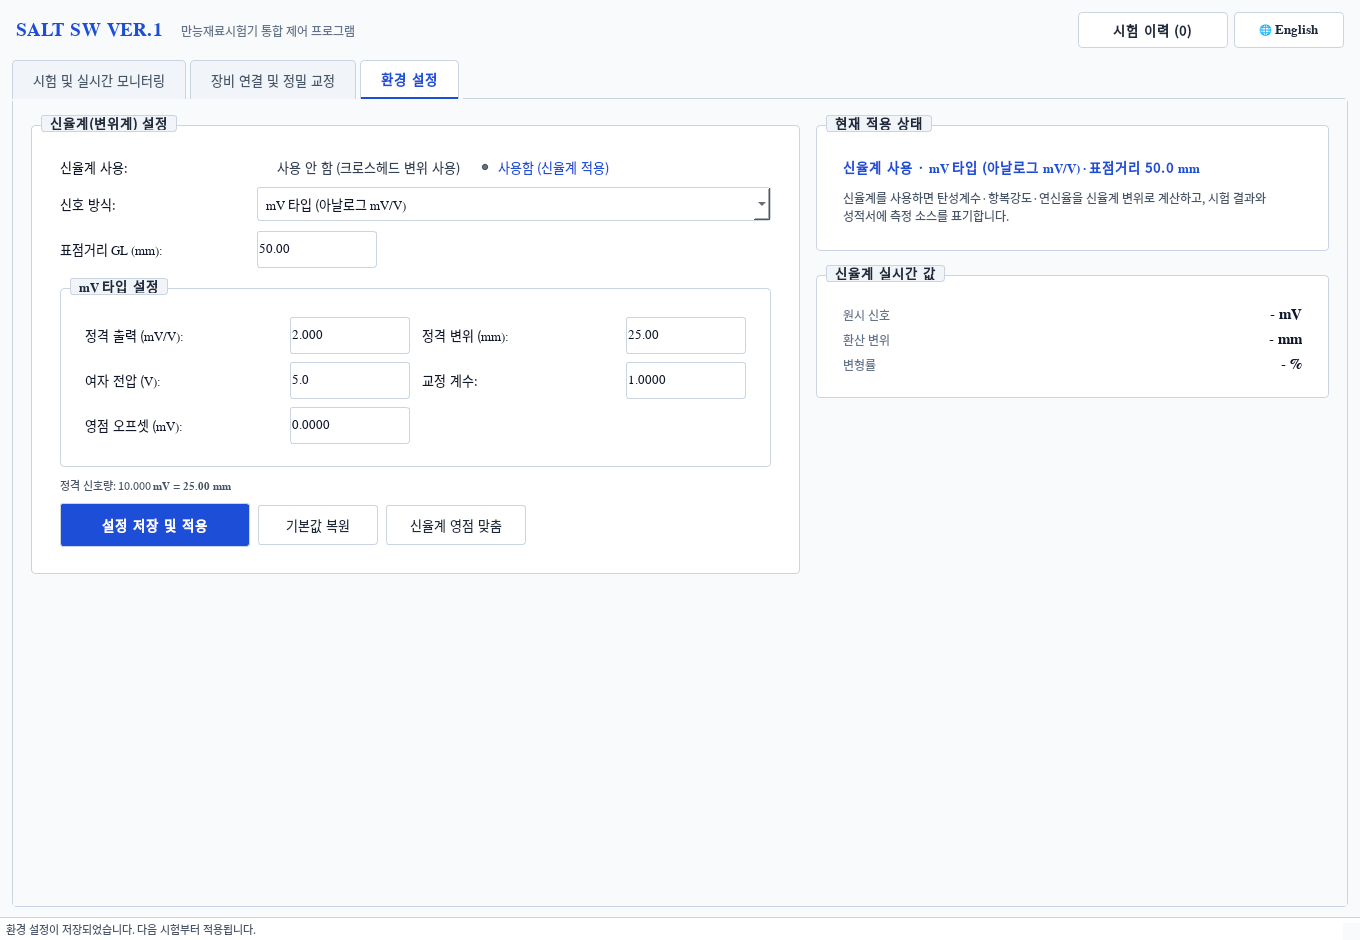 SALT SW VER.1
만능재료시험기 통합 제어 프로그램
시험 이력 (0)
🌐 English
시험 및 실시간 모니터링
장비 연결 및 정밀 교정
환경 설정
신율계(변위계) 설정
신율계 사용:
사용 안 함 (크로스헤드 변위 사용)
사용함 (신율계 적용)
신호 방식:
mV 타입 (아날로그 mV/V)
표점거리 GL (mm):
50.00
mV 타입 설정
정격 출력 (mV/V):
2.000
정격 변위 (mm):
25.00
여자 전압 (V):
5.0
교정 계수:
1.0000
영점 오프셋 (mV):
0.0000
정격 신호량: 10.000 mV = 25.00 mm
설정 저장 및 적용
기본값 복원
신율계 영점 맞춤
현재 적용 상태
신율계 사용 · mV 타입 (아날로그 mV/V) · 표점거리 50.0 mm
신율계를 사용하면 탄성계수 · 항복강도 · 연신율을 신율계 변위로 계산하고, 시험 결과와
성적서에 측정 소스를 표기합니다.
신율계 실시간 값
원시 신호
- mV
환산 변위
- mm
변형률
- %
환경 설정이 저장되었습니다. 다음 시험부터 적용됩니다.